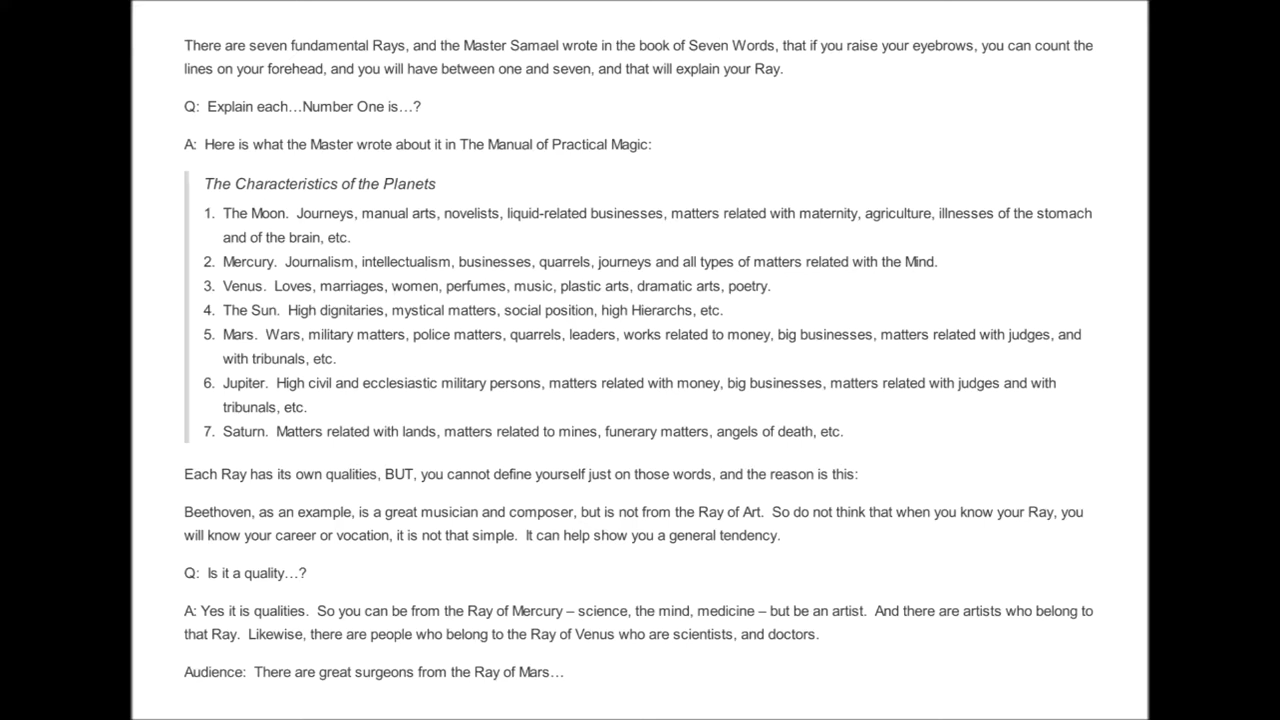 There are seven fundamental Rays, and the Master Samael wrote in the book of Seven Words, that if you raise your eyebrows, you can count the
lines on your forehead, and you will have between one and seven, and that will explain your Ray.
Q:  Explain each…Number One is…?
A:  Here is what the Master wrote about it in The Manual of Practical Magic:
The Characteristics of the Planets
1. The Moon.  Journeys, manual arts, novelists, liquid-related businesses, matters related with maternity, agriculture, illnesses of the stomach
and of the brain, etc.
2. Mercury.  Journalism, intellectualism, businesses, quarrels, journeys and all types of matters related with the Mind.
3. Venus.  Loves, marriages, women, perfumes, music, plastic arts, dramatic arts, poetry.
4. The Sun.  High dignitaries, mystical matters, social position, high Hierarchs, etc.
5. Mars.  Wars, military matters, police matters, quarrels, leaders, works related to money, big businesses, matters related with judges, and
with tribunals, etc.
6. Jupiter.  High civil and ecclesiastic military persons, matters related with money, big businesses, matters related with judges and with
tribunals, etc.
7. Saturn.  Matters related with lands, matters related to mines, funerary matters, angels of death, etc.
Each Ray has its own qualities, BUT, you cannot define yourself just on those words, and the reason is this:
Beethoven, as an example, is a great musician and composer, but is not from the Ray of Art.  So do not think that when you know your Ray, you
will know your career or vocation, it is not that simple.  It can help show you a general tendency.
Q:  Is it a quality…?
A: Yes it is qualities.  So you can be from the Ray of Mercury – science, the mind, medicine – but be an artist.  And there are artists who belong to
that Ray.  Likewise, there are people who belong to the Ray of Venus who are scientists, and doctors.
Audience:  There are great surgeons from the Ray of Mars…